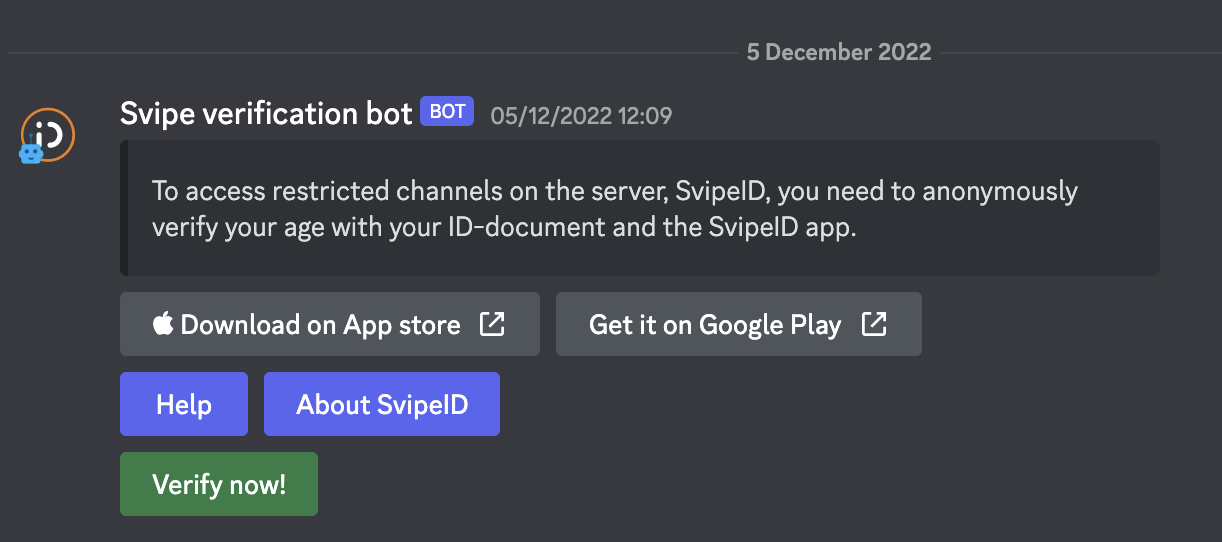 5 December 2022
Svipe verification bot BOT 05/12/2022 12:09
To access restricted channels on the server, SvipeID, you need to anonymously
verify your age with your ID-document and the SvipeID app.
Download on App store Get it on Google Play
Help About SvipeID
Verify now!